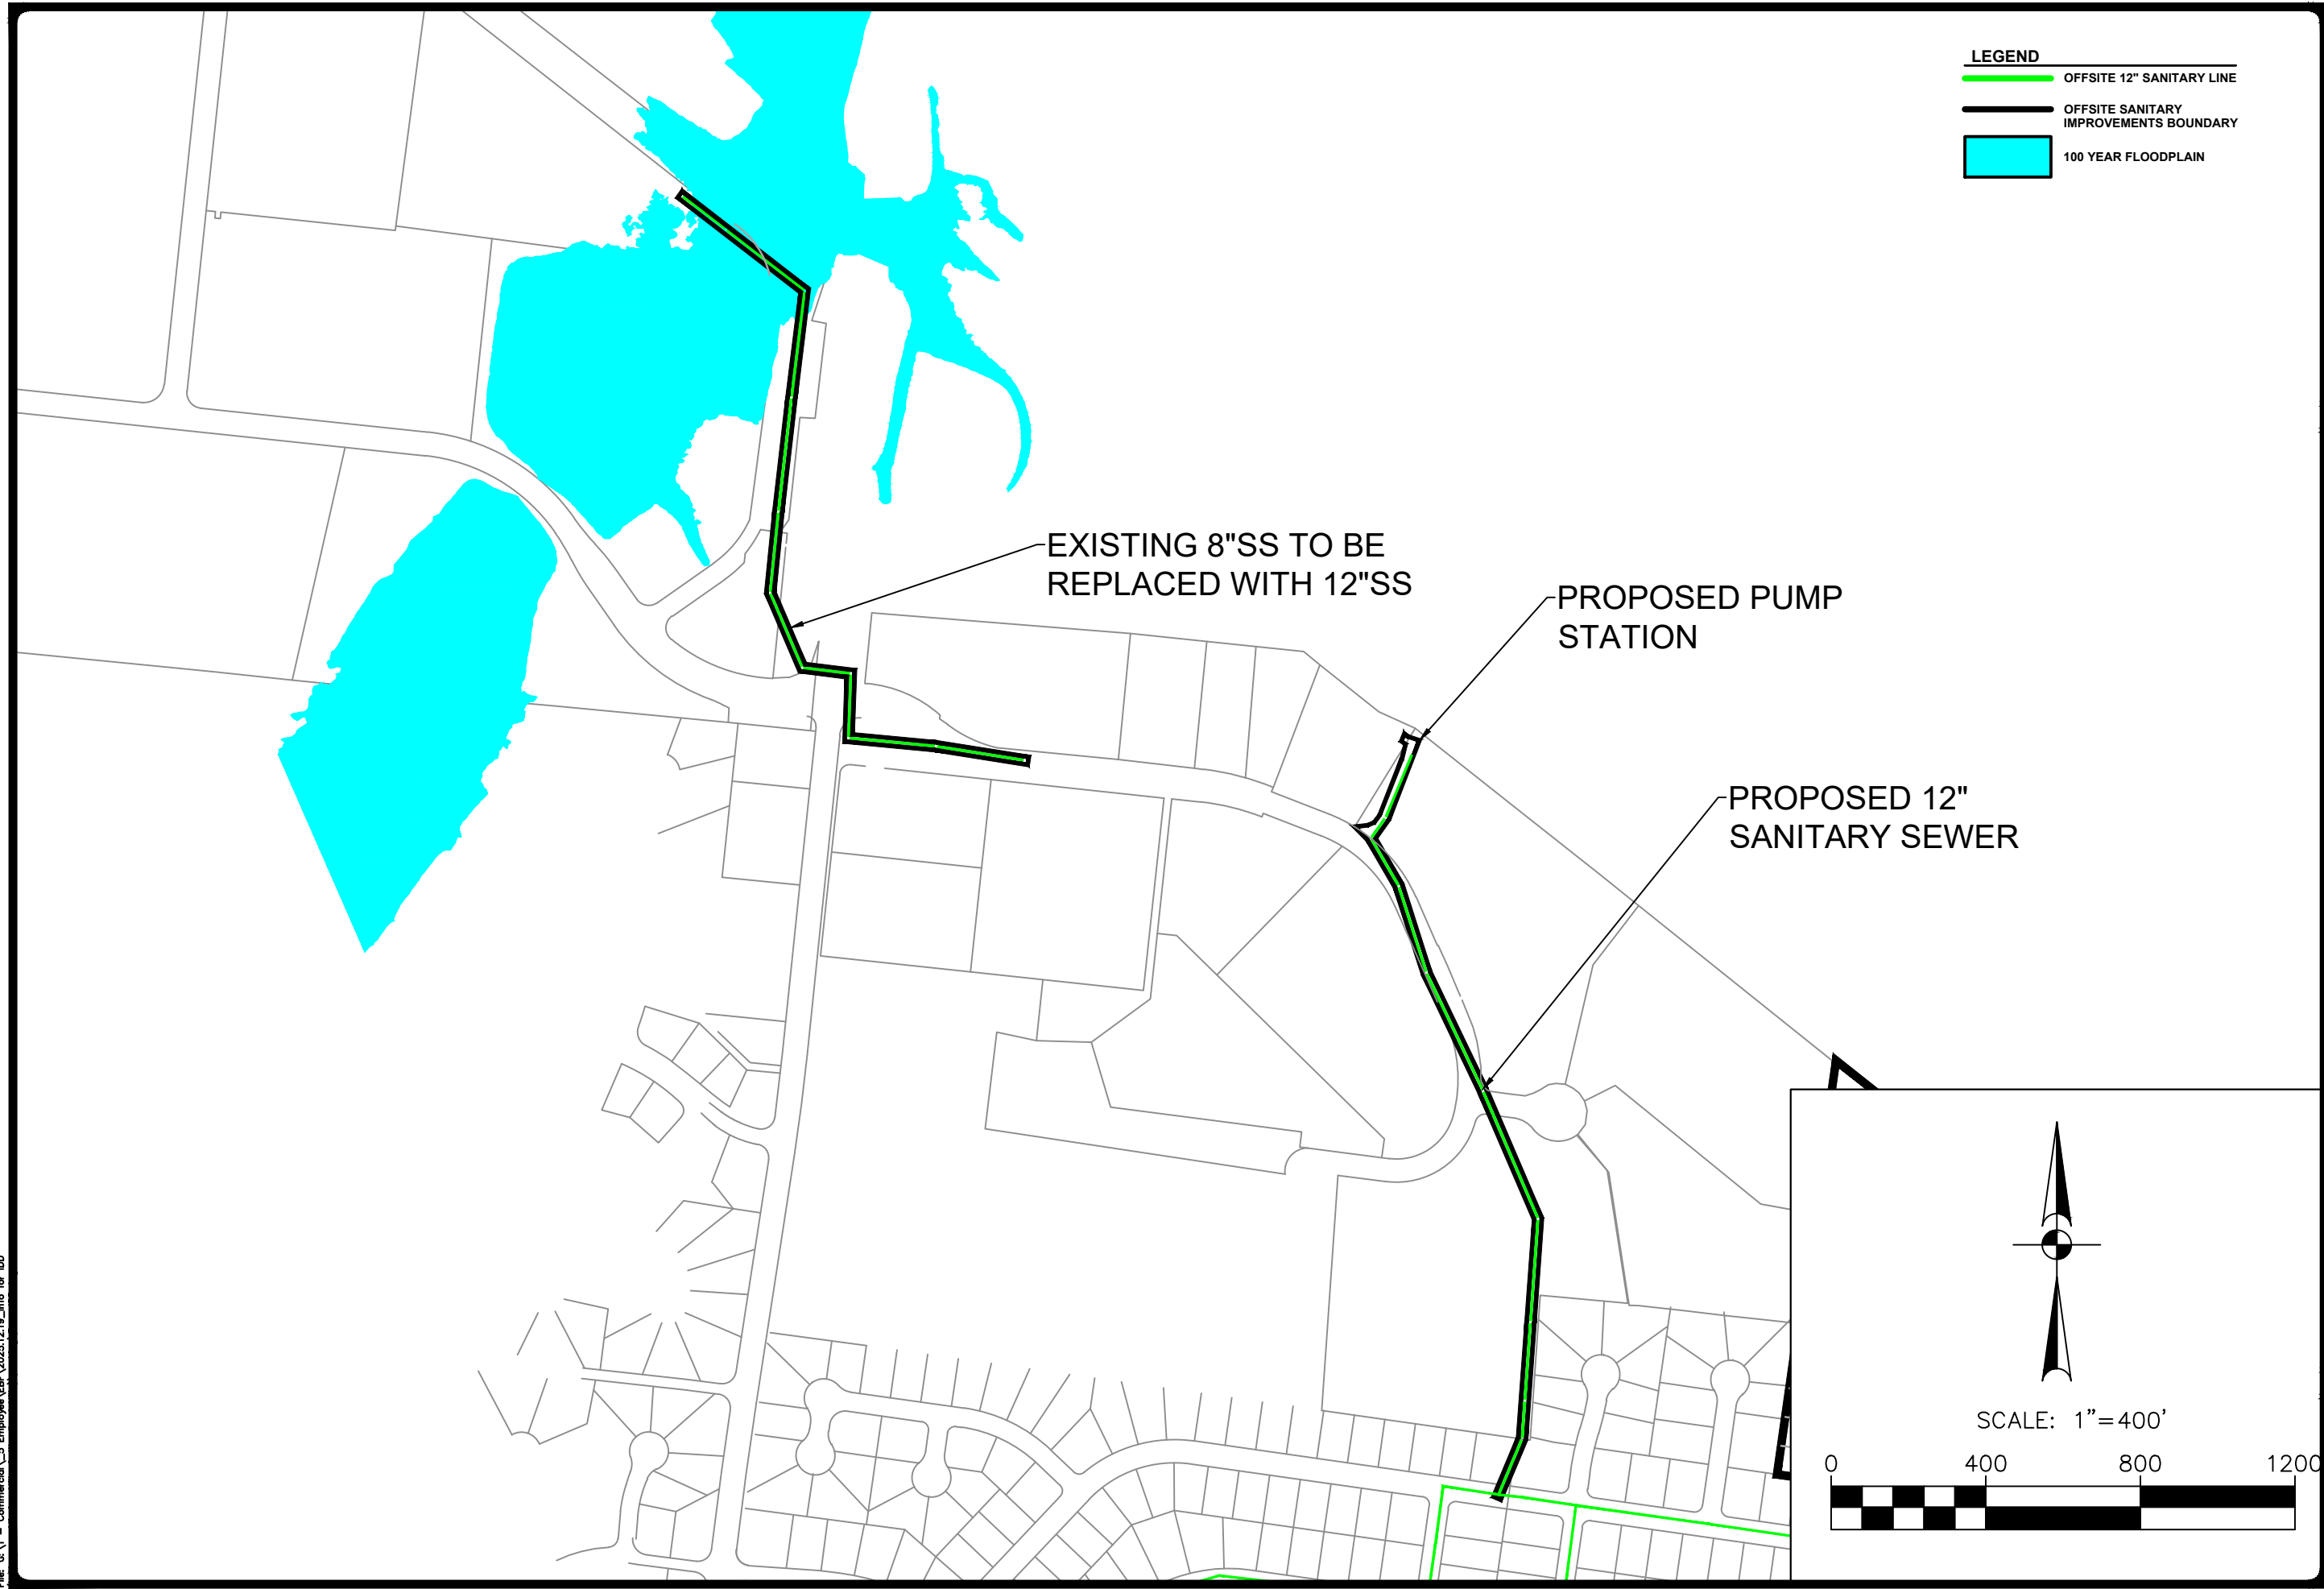 LEGEND
OFFSITE 12" SANITARY LINE
OFFSITE SANITARY
IMPROVEMENTS BOUNDARY
100 YEAR FLOODPLAIN
EXISTING 8"SS TO BE
REPLACED WITH 12"SS
PROPOSED PUMP
STATION
PROPOSED 12"
SANITARY SEWER
SCALE: 1"=400'
0 400 800 1200